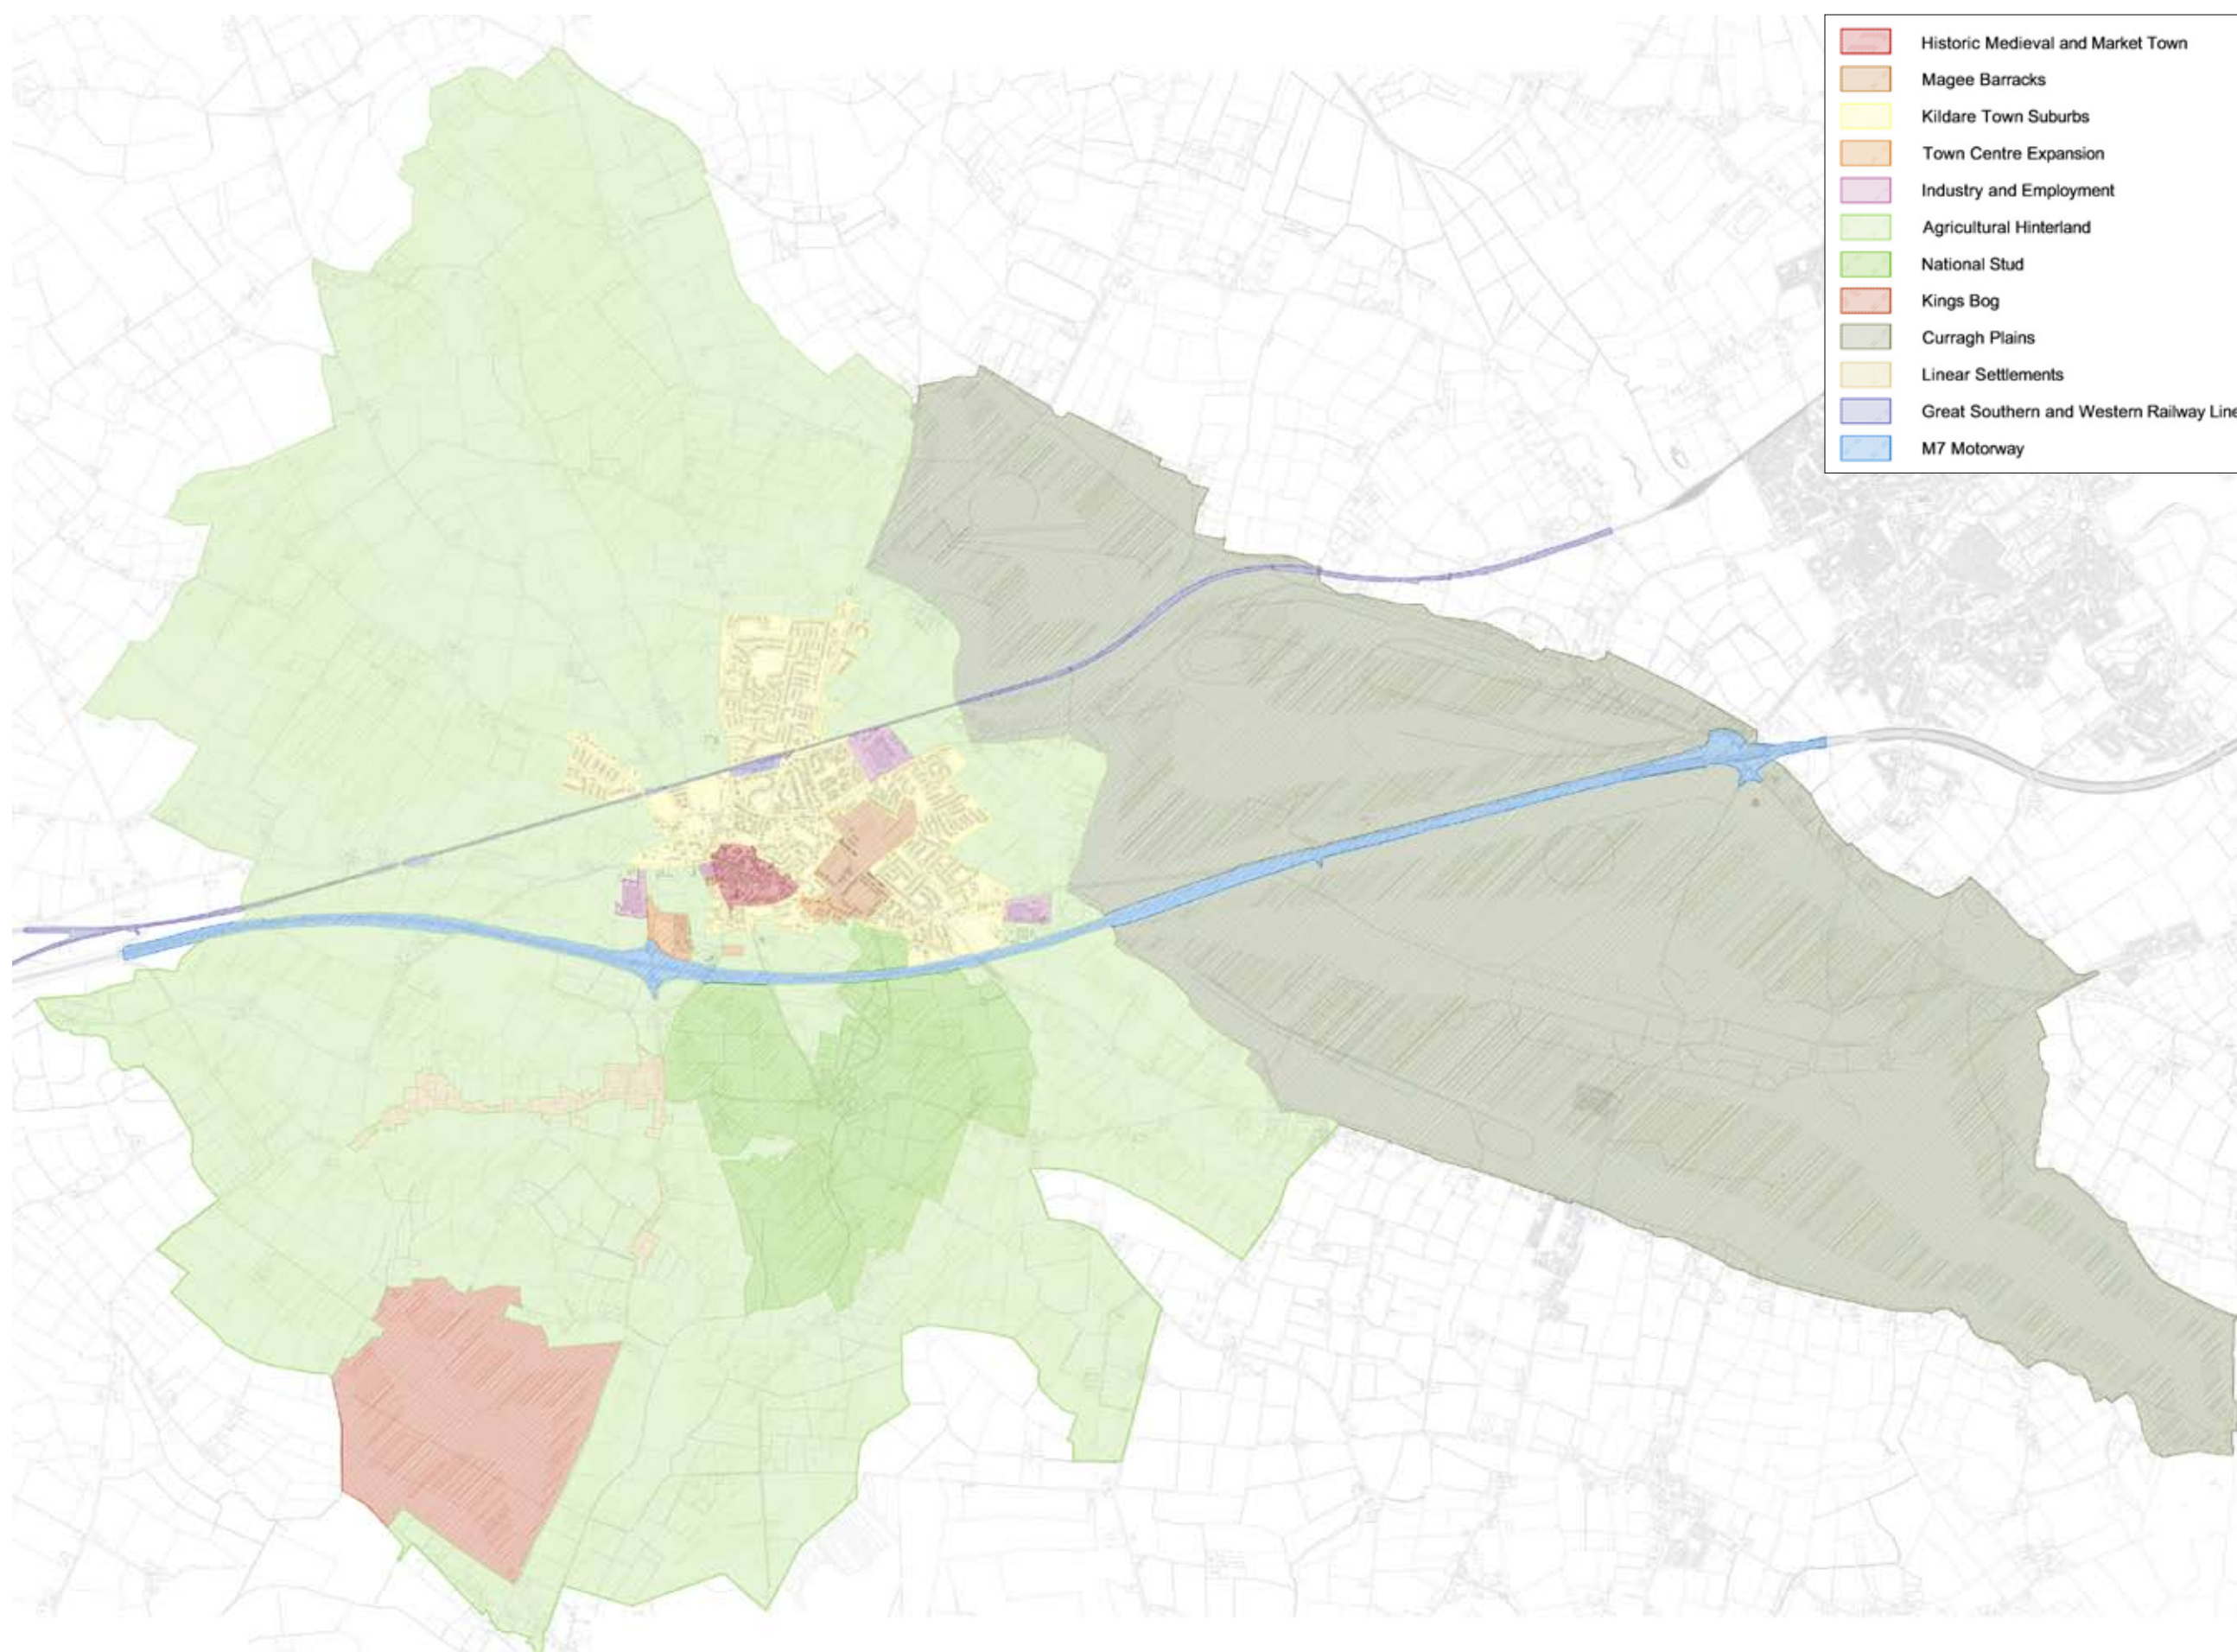 Historic Medieval and Market Town
Magee Barracks
Kildare Town Suburbs
Town Centre Expansion
Industry and Employment
Agricultural Hinterland
National Stud
Kings Bog
Curragh Plains
Linear Settlements
Great Southern and Western Railway Line
M7 Motorway